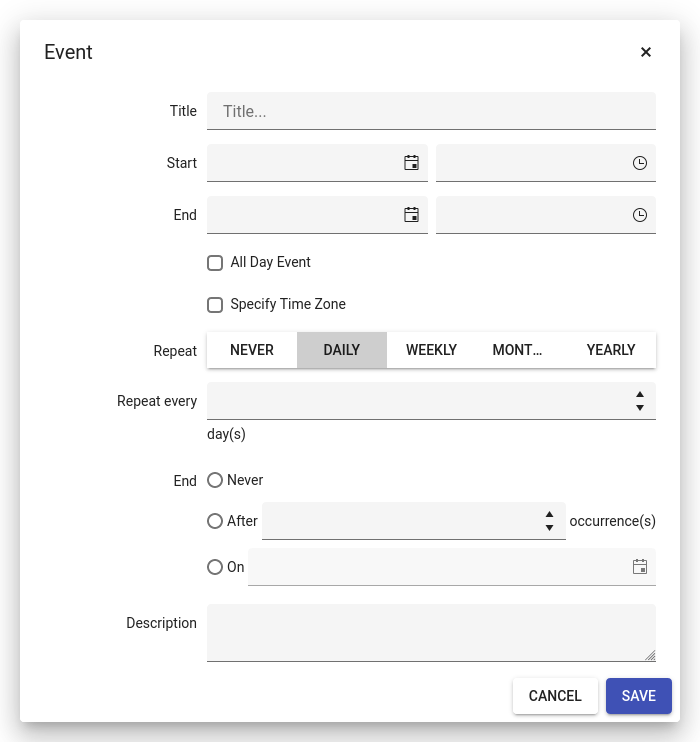 Event
Title Title...
Start
End
All Day Event
Specify Time Zone
Repeat NEVER DAILY WEEKLY MONT... YEARLY
Repeat every
day(s)
End Never
After occurrence(s)
On
Description
CANCEL SAVE